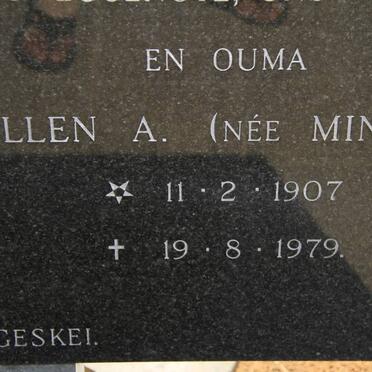 EN OUMA
LLEN A. (NÉE MIN
☆ 11 · 2 · 1907
✝ 19 · 8 · 1979.
GESKEI.